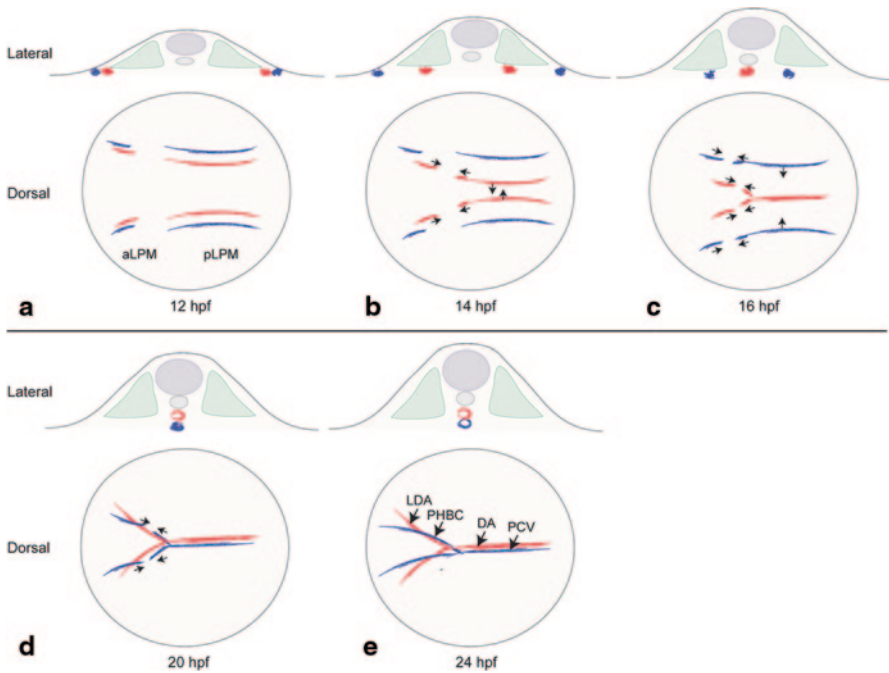 Lateral
Dorsal
aLPM pLPM
a 12 hpf b 14 hpf c 16 hpf
Lateral
Dorsal
LDA
PHBC
DA
PCV
d 20 hpf e 24 hpf